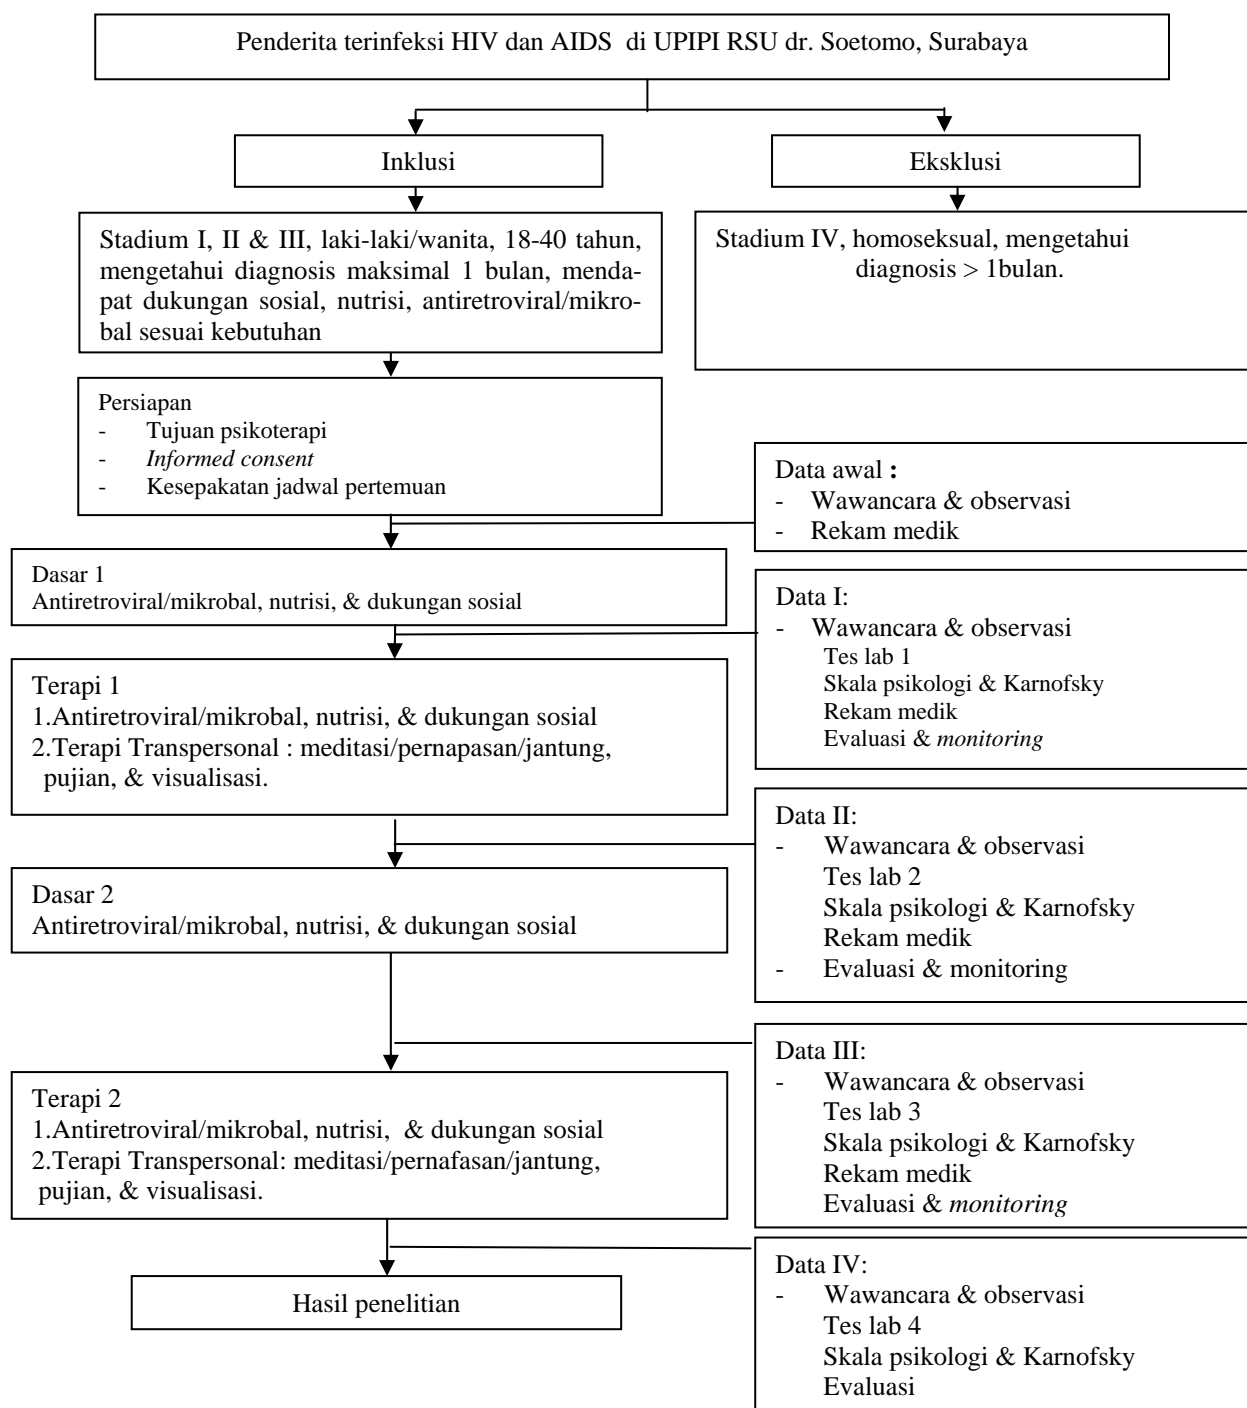 Penderita terinfeksi HIV dan AIDS di UPIPI RSU dr. Soetomo, Surabaya
Inklusi
Eksklusi
Stadium I, II & III, laki-laki/wanita, 18-40 tahun,
mengetahui diagnosis maksimal 1 bulan, menda-
pat dukungan sosial, nutrisi, antiretroviral/mikro-
bal sesuai kebutuhan
Stadium IV, homoseksual, mengetahui
diagnosis > 1bulan.
Persiapan
- Tujuan psikoterapi
- Informed consent
- Kesepakatan jadwal pertemuan
Data awal :
- Wawancara & observasi
- Rekam medik
Dasar 1
Antiretroviral/mikrobal, nutrisi, & dukungan sosial
Data I:
- Wawancara & observasi
Tes lab 1
Skala psikologi & Karnofsky
Rekam medik
Evaluasi & monitoring
Terapi 1
1.Antiretroviral/mikrobal, nutrisi, & dukungan sosial
2.Terapi Transpersonal : meditasi/pernapasan/jantung,
pujian, & visualisasi.
Data II:
- Wawancara & observasi
Tes lab 2
Skala psikologi & Karnofsky
Rekam medik
- Evaluasi & monitoring
Dasar 2
Antiretroviral/mikrobal, nutrisi, & dukungan sosial
Data III:
- Wawancara & observasi
Tes lab 3
Skala psikologi & Karnofsky
Rekam medik
Evaluasi & monitoring
Terapi 2
1.Antiretroviral/mikrobal, nutrisi, & dukungan sosial
2.Terapi Transpersonal: meditasi/pernafasan/jantung,
pujian, & visualisasi.
Data IV:
- Wawancara & observasi
Tes lab 4
Skala psikologi & Karnofsky
Evaluasi
Hasil penelitian